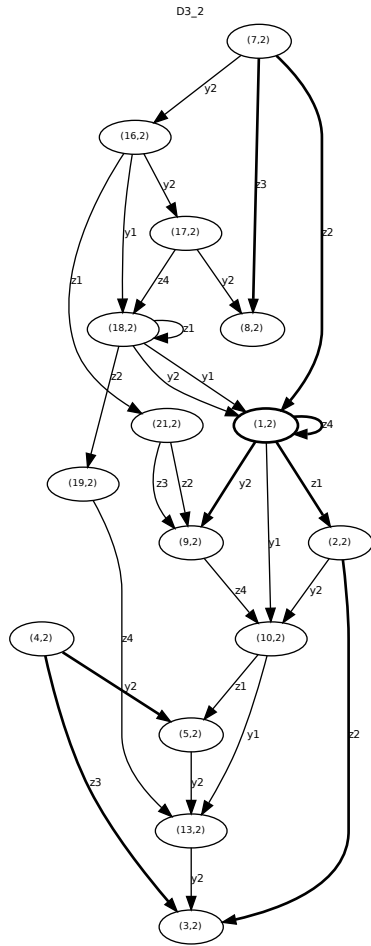 D3_2
(7,2)
y2
(16,2)
y2
z3
(17,2)
z2
y1
z1
z4
y2
(18,2)
z1
(8,2)
z2
y2
y1
(21,2)
(1,2)
z4
(19,2)
z3
z2
y2
z1
(9,2)
y1
(2,2)
z4
y2
(4,2)
z4
(10,2)
y2
z1
z2
(5,2)
y1
z3
y2
(13,2)
y2
(3,2)